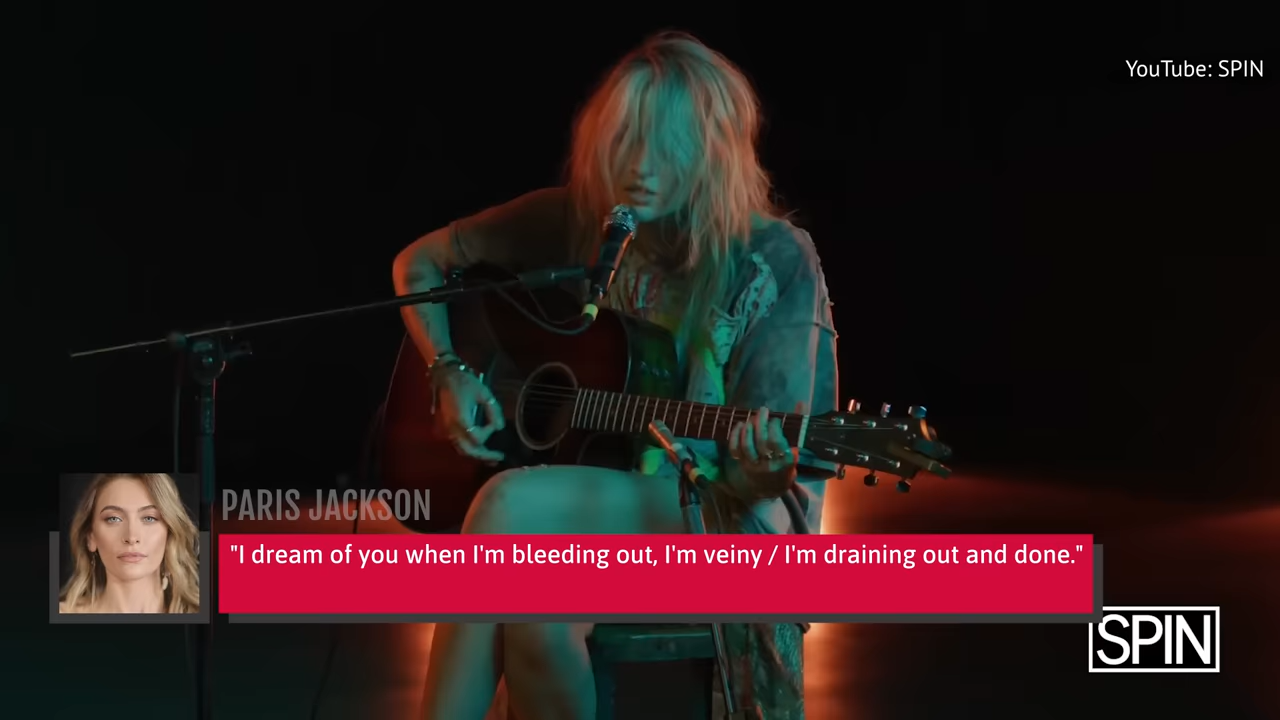 YouTube: SPIN
PARIS JACKSON
"I dream of you when I'm bleeding out, I'm veiny / I'm draining out and done."
SPIN